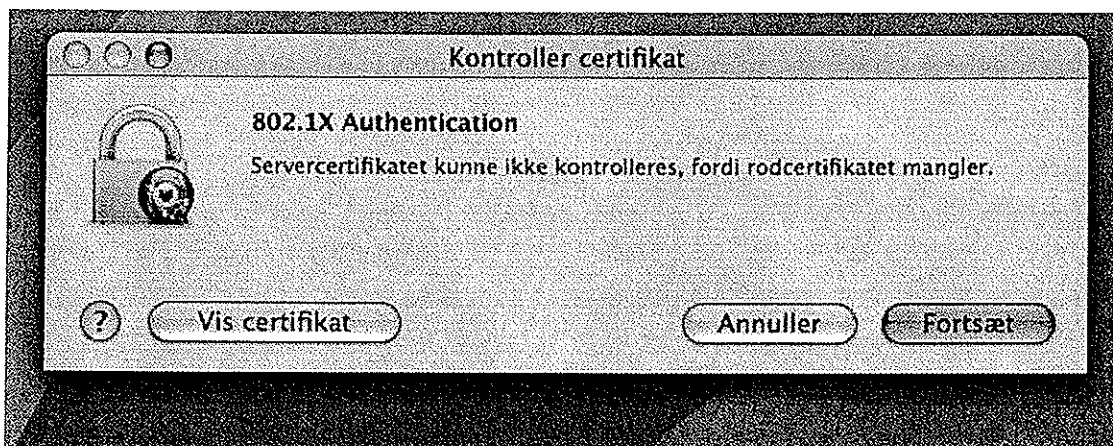 Kontroller certifikat
802.1X Authentication
Servercertifikatet kunne ikke kontrolleres, fordi rodcertifikatet mangler.
? Vis certifikat Annuller Fortsæt